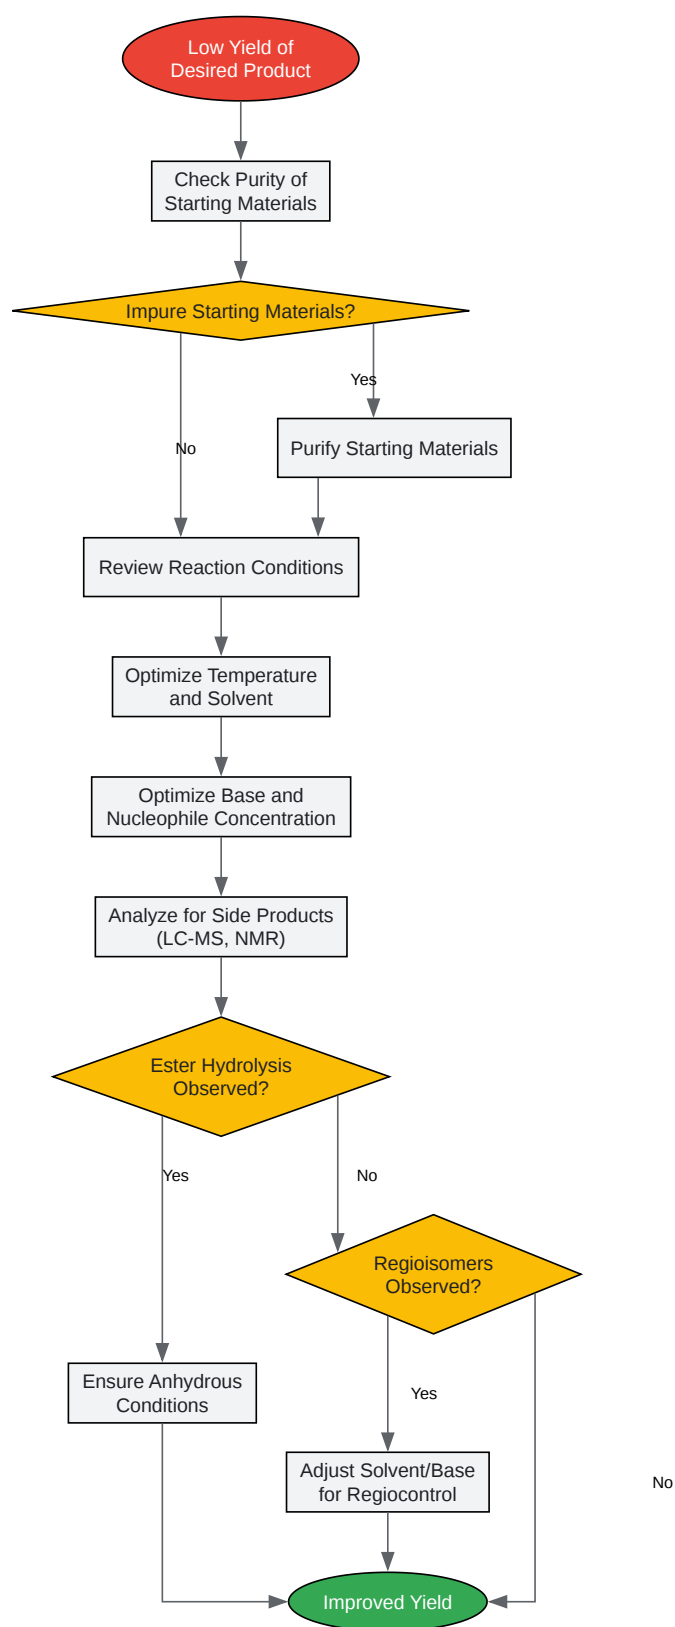 Low Yield of
Desired Product
Check Purity of
Starting Materials
Impure Starting Materials?
Yes
Purify Starting Materials
No
Review Reaction Conditions
Optimize Temperature
and Solvent
Optimize Base and
Nucleophile Concentration
Analyze for Side Products
(LC-MS, NMR)
Ester Hydrolysis
Observed?
Yes
No
Regioisomers
Observed?
Ensure Anhydrous
Conditions
Yes
Adjust Solvent/Base
for Regiocontrol
No
Improved Yield